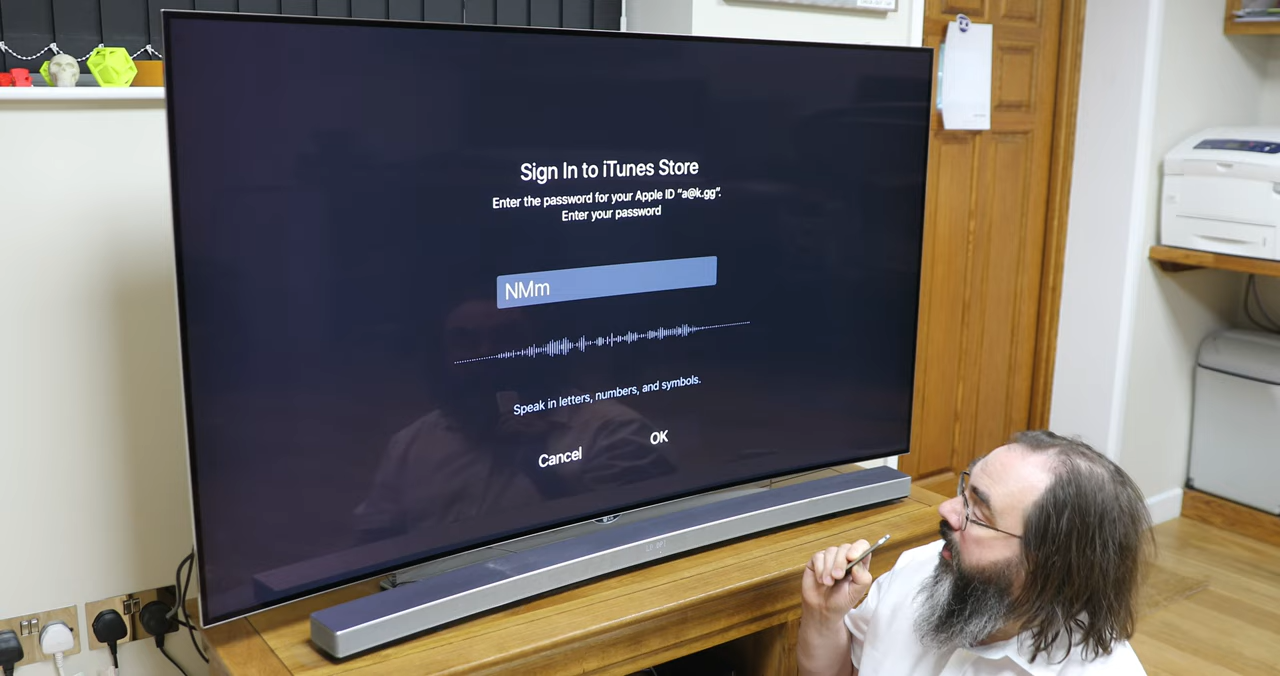 Sign In to iTunes Store
Enter the password for your Apple ID “a@k.gg”.
Enter your password
NMm
Speak in letters, numbers, and symbols.
OK
Cancel
LG